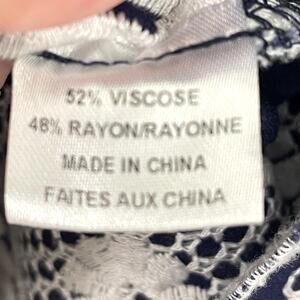 52% VISCOSE
48% RAYON/RAYONNE
MADE IN CHINA
FAITES AUX CHINA